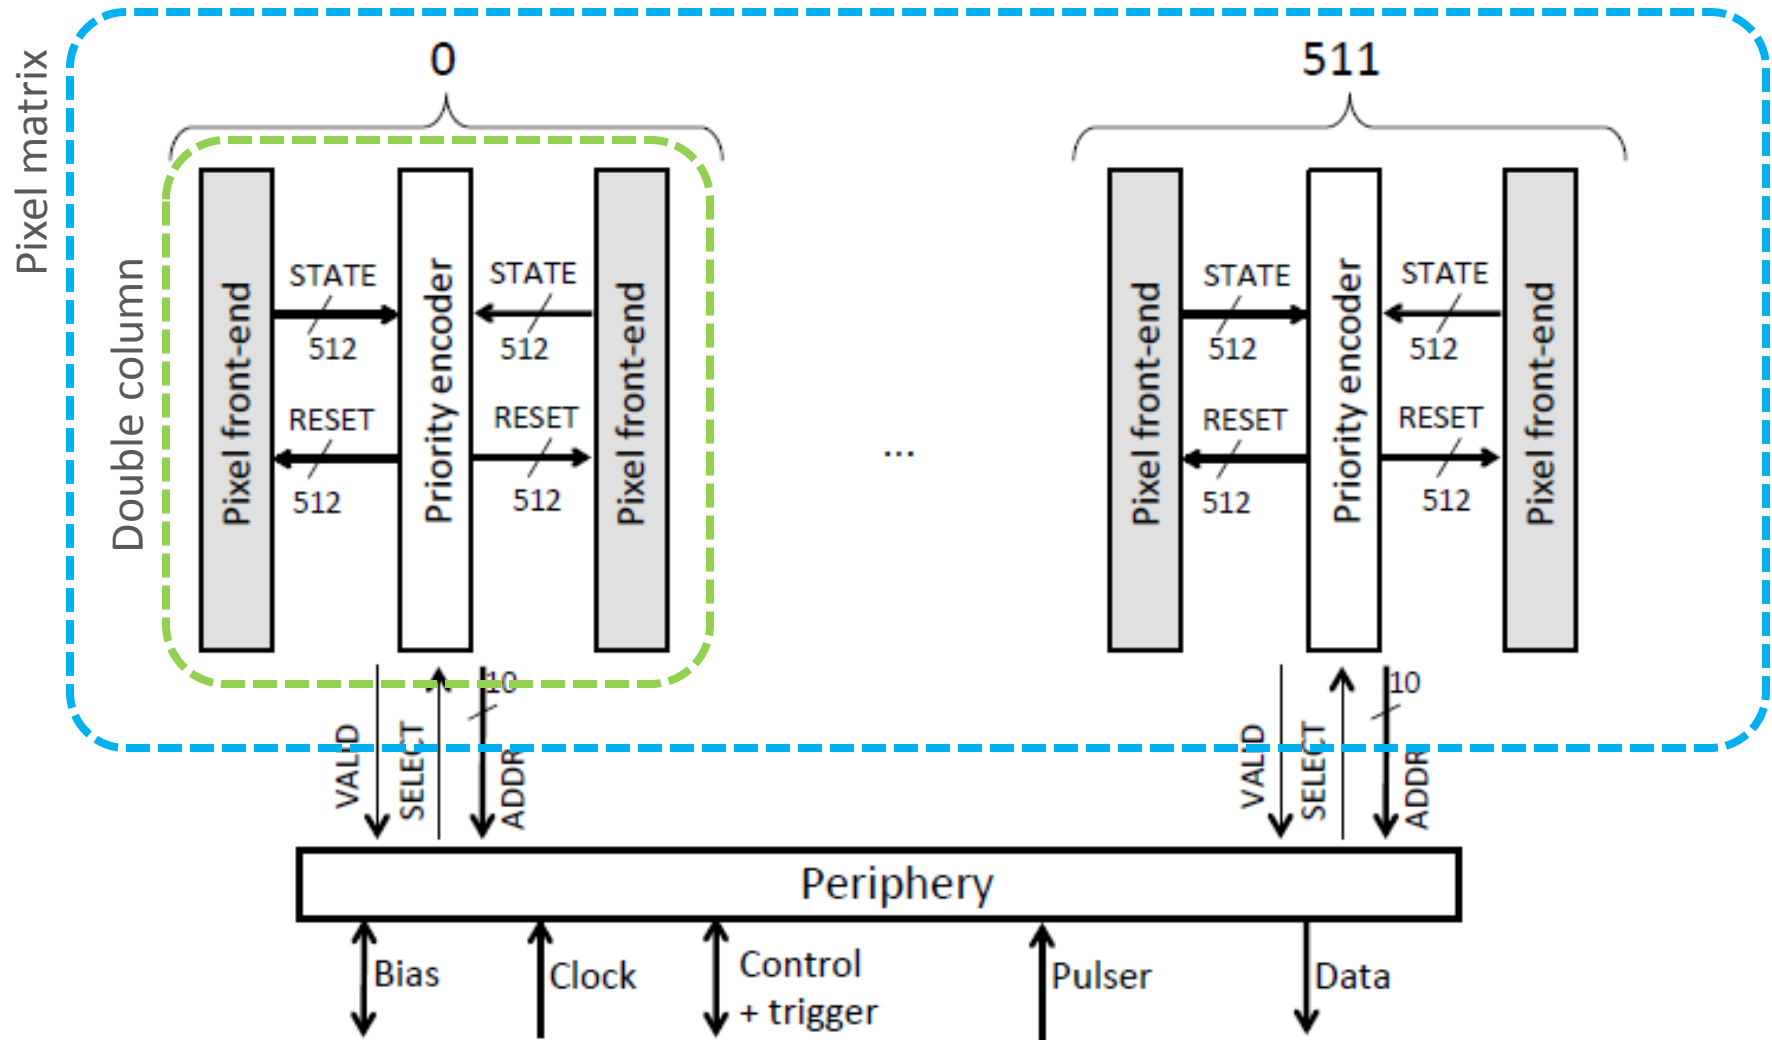 Pixel matrix
0
511
Double column
Pixel front-end
STATE
512
RESET
512
Priority encoder
STATE
512
RESET
512
Pixel front-end
...
Pixel front-end
STATE
512
RESET
512
Priority encoder
STATE
512
RESET
512
Pixel front-end
VALID
SELECT
10
ADDR
VALID
SELECT
10
ADDR
Periphery
Bias
Clock
Control
+ trigger
Pulser
Data